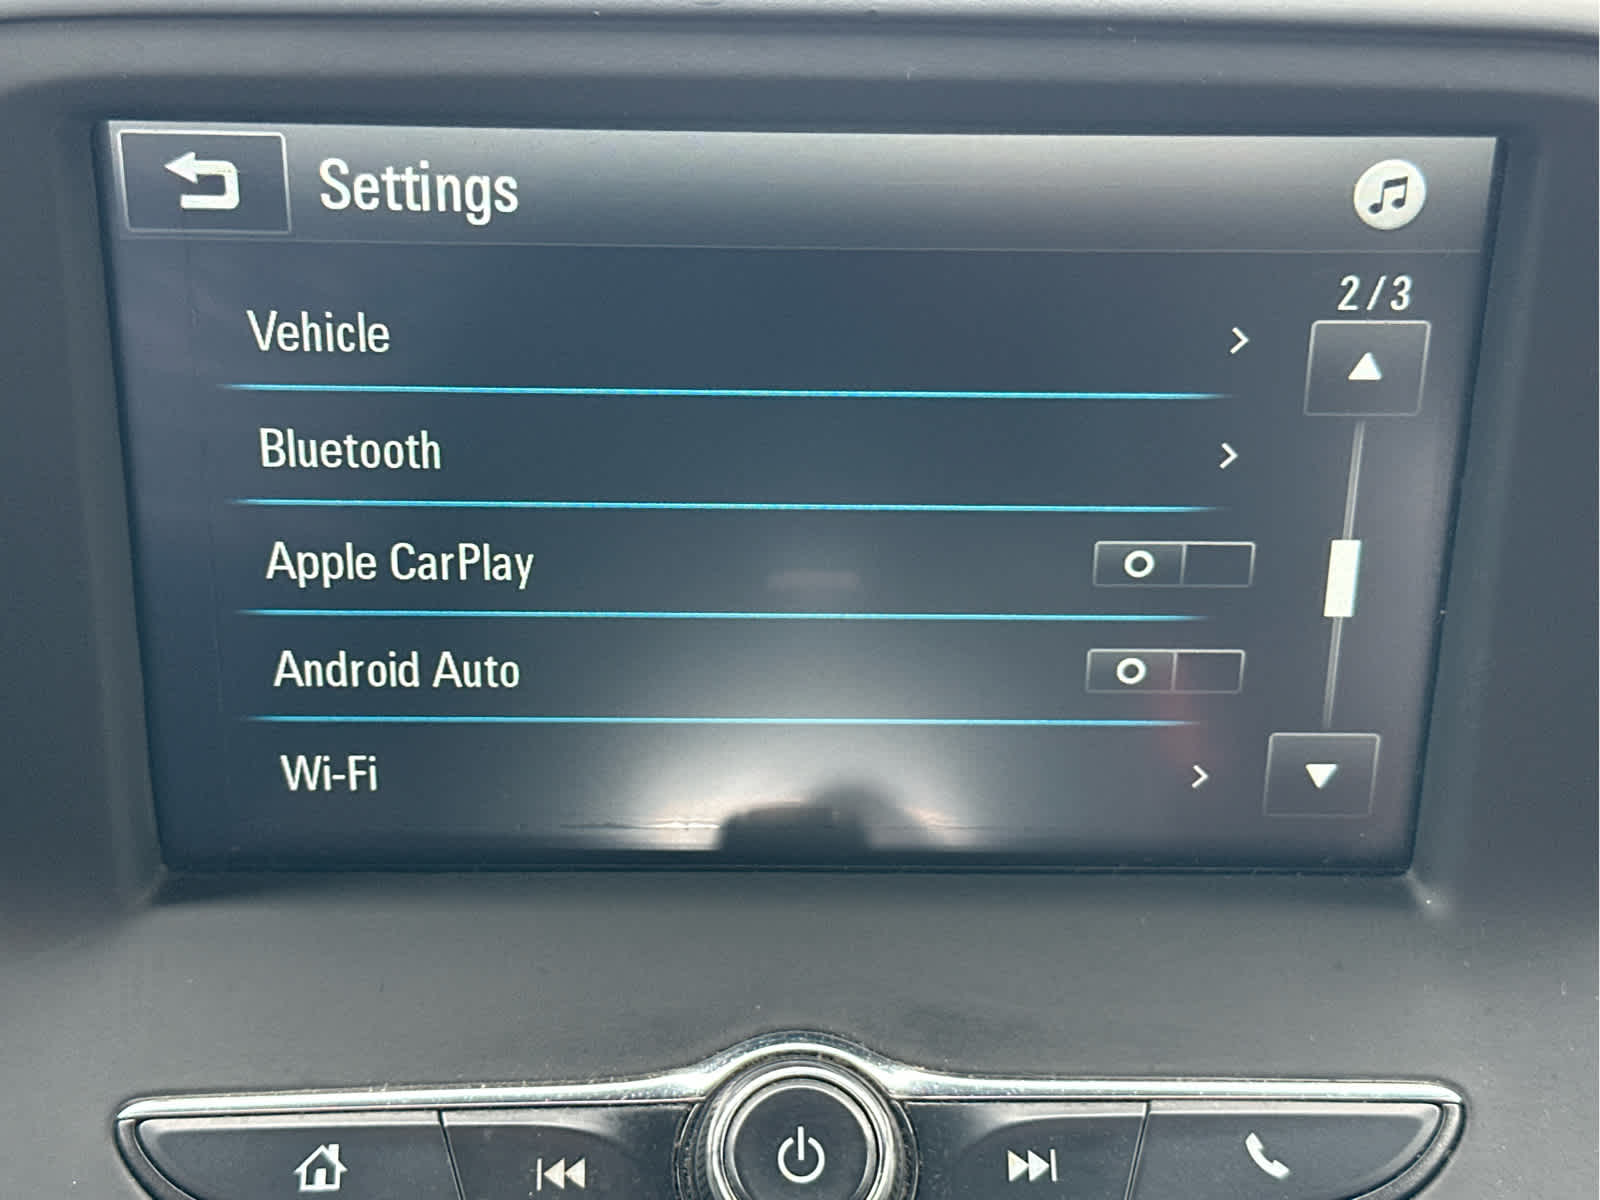 Settings
2/3
Vehicle
Bluetooth
Apple CarPlay
Android Auto
Wi-Fi